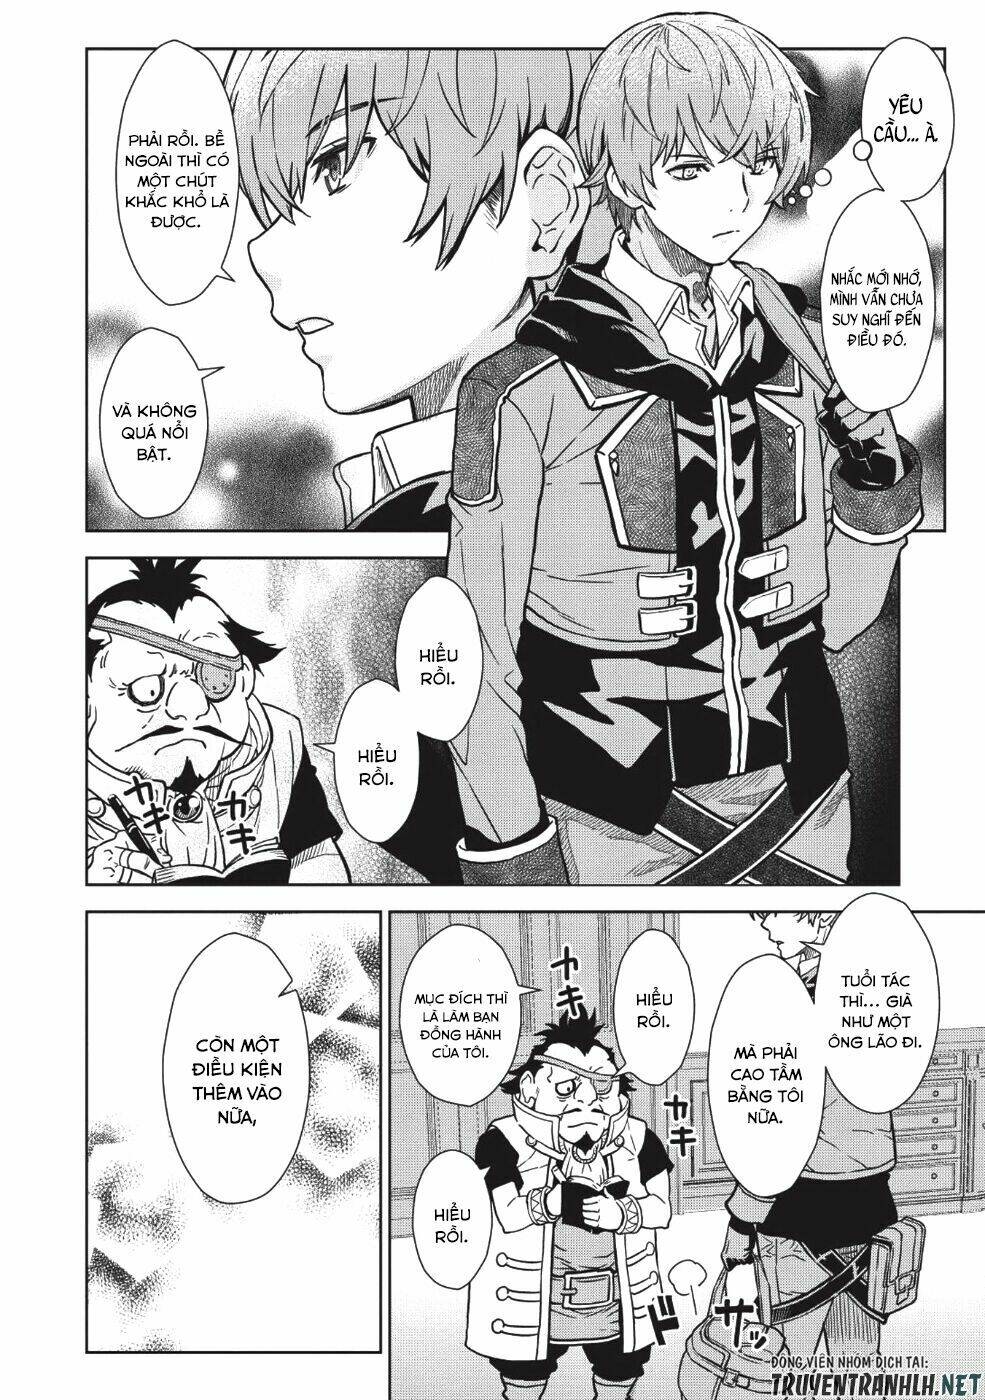 YÊU
CẦU... À.
NHẮC MỚI NHỚ,
MÌNH VẪN CHƯA
SUY NGHĨ ĐẾN
ĐIỀU ĐÓ.
PHẢI RỒI. BỀ
NGOÀI THÌ CÓ
MỘT CHÚT
KHẮC KHỔ LÀ
ĐƯỢC.
VÀ KHÔNG
QUÁ NỔI
BẬT.
HIỂU
RỒI.
HIỂU
RỒI.
カキ
カキ
TUỔI TÁC
THÌ... GIÀ
NHƯ MỘT
ÔNG LÃO ĐI.
MÀ PHẢI
CAO TẦM
BẰNG TÔI
NỮA.
HIỂU
RỒI.
MỤC ĐÍCH THÌ
LÀ LÀM BẠN
ĐỒNG HÀNH
CỦA TÔI.
HIỂU
RỒI.
カキ
カキ
ドサッ
CÒN MỘT
ĐIỀU KIỆN
THÊM VÀO
NỮA,
ĐỘNG VIÊN NHÓM DỊCH TẠI:
TRUYENTRANHLH.NET